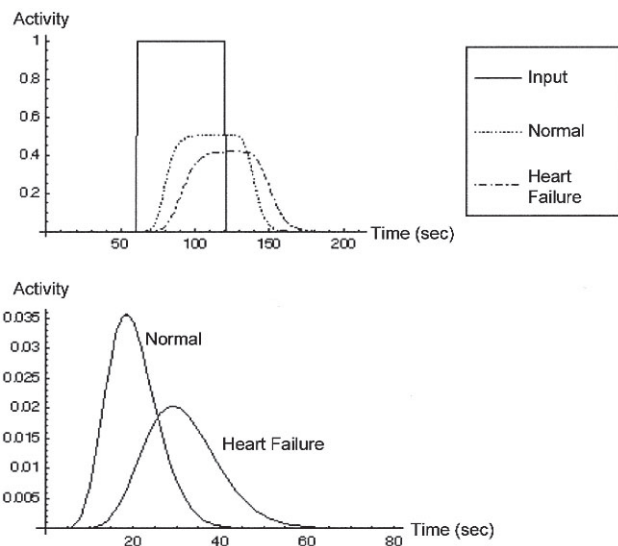 Activity
1
0.8
0.6
0.4
0.2
50 100 150 200
Time (sec)
Input
Normal
Heart
Failure
Activity
0.035
0.03
0.025
0.02
0.015
0.01
0.005
Normal
Heart Failure
20 40 60 80
Time (sec)